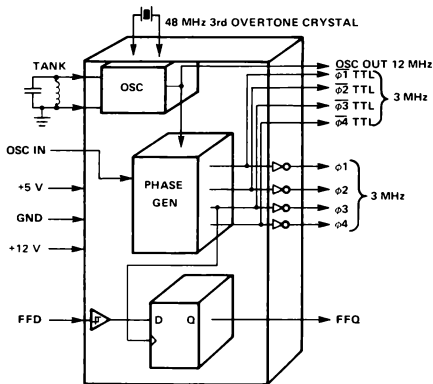 48 MHz 3rd OVERTONE CRYSTAL
TANK
OSC
OSC OUT 12 MHz
φ1 TTL
φ2 TTL
φ3 TTL
φ4 TTL
3 MHz
OSC IN
+5 V
GND
+12 V
PHASE
GEN
φ1
φ2
φ3
φ4
3 MHz
FFD
D Q
FFQ